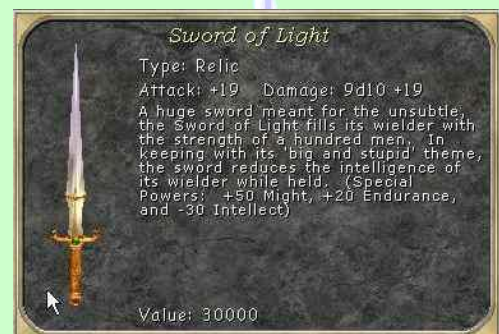 Sword of Light
Type: Relic
Attack: +19 Damage: 9d10 +19
A huge sword meant for the unsubtle,
the Sword of Light fills its wielder with
the strength of a hundred men. In
keeping with its 'big and stupid' theme,
the sword reduces the intelligence of
its wielder while held. (Special
Powers: +50 Might, +20 Endurance,
and -30 Intellect)
Value: 30000